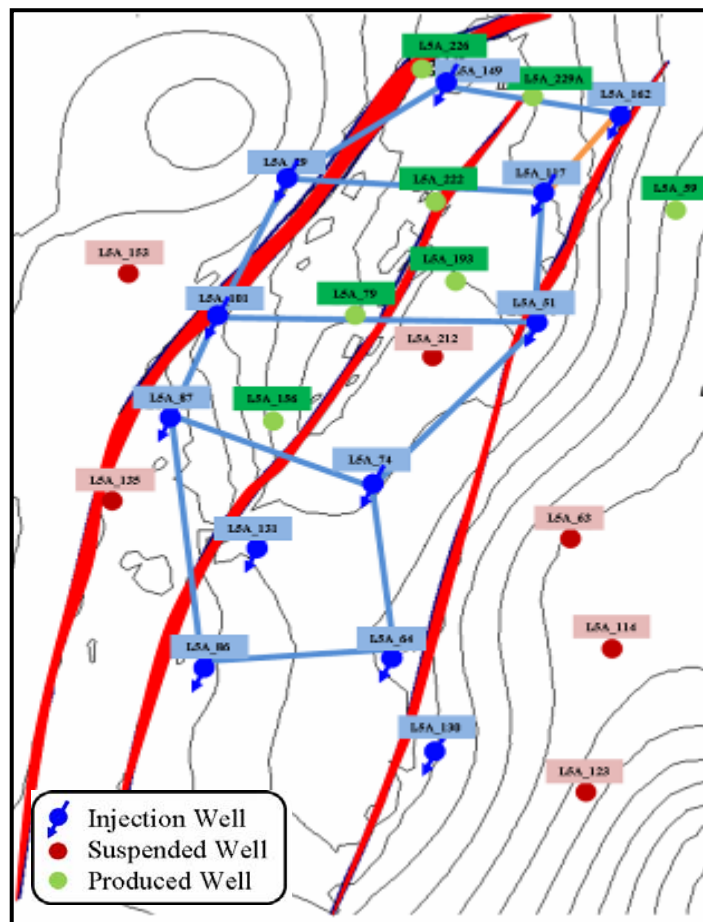 L5A_226
L5A_149
L5A_229A
L5A_162
L5A_117
L5A_222
L5A_59
L5A_153
L5A_193
L5A_101
L5A_79
L5A_51
L5A_212
L5A_87
L5A_156
L5A_74
L5A_135
L5A_131
L5A_63
L5A_114
L5A_86
L5A_64
L5A_130
L5A_123
Injection Well
Suspended Well
Produced Well